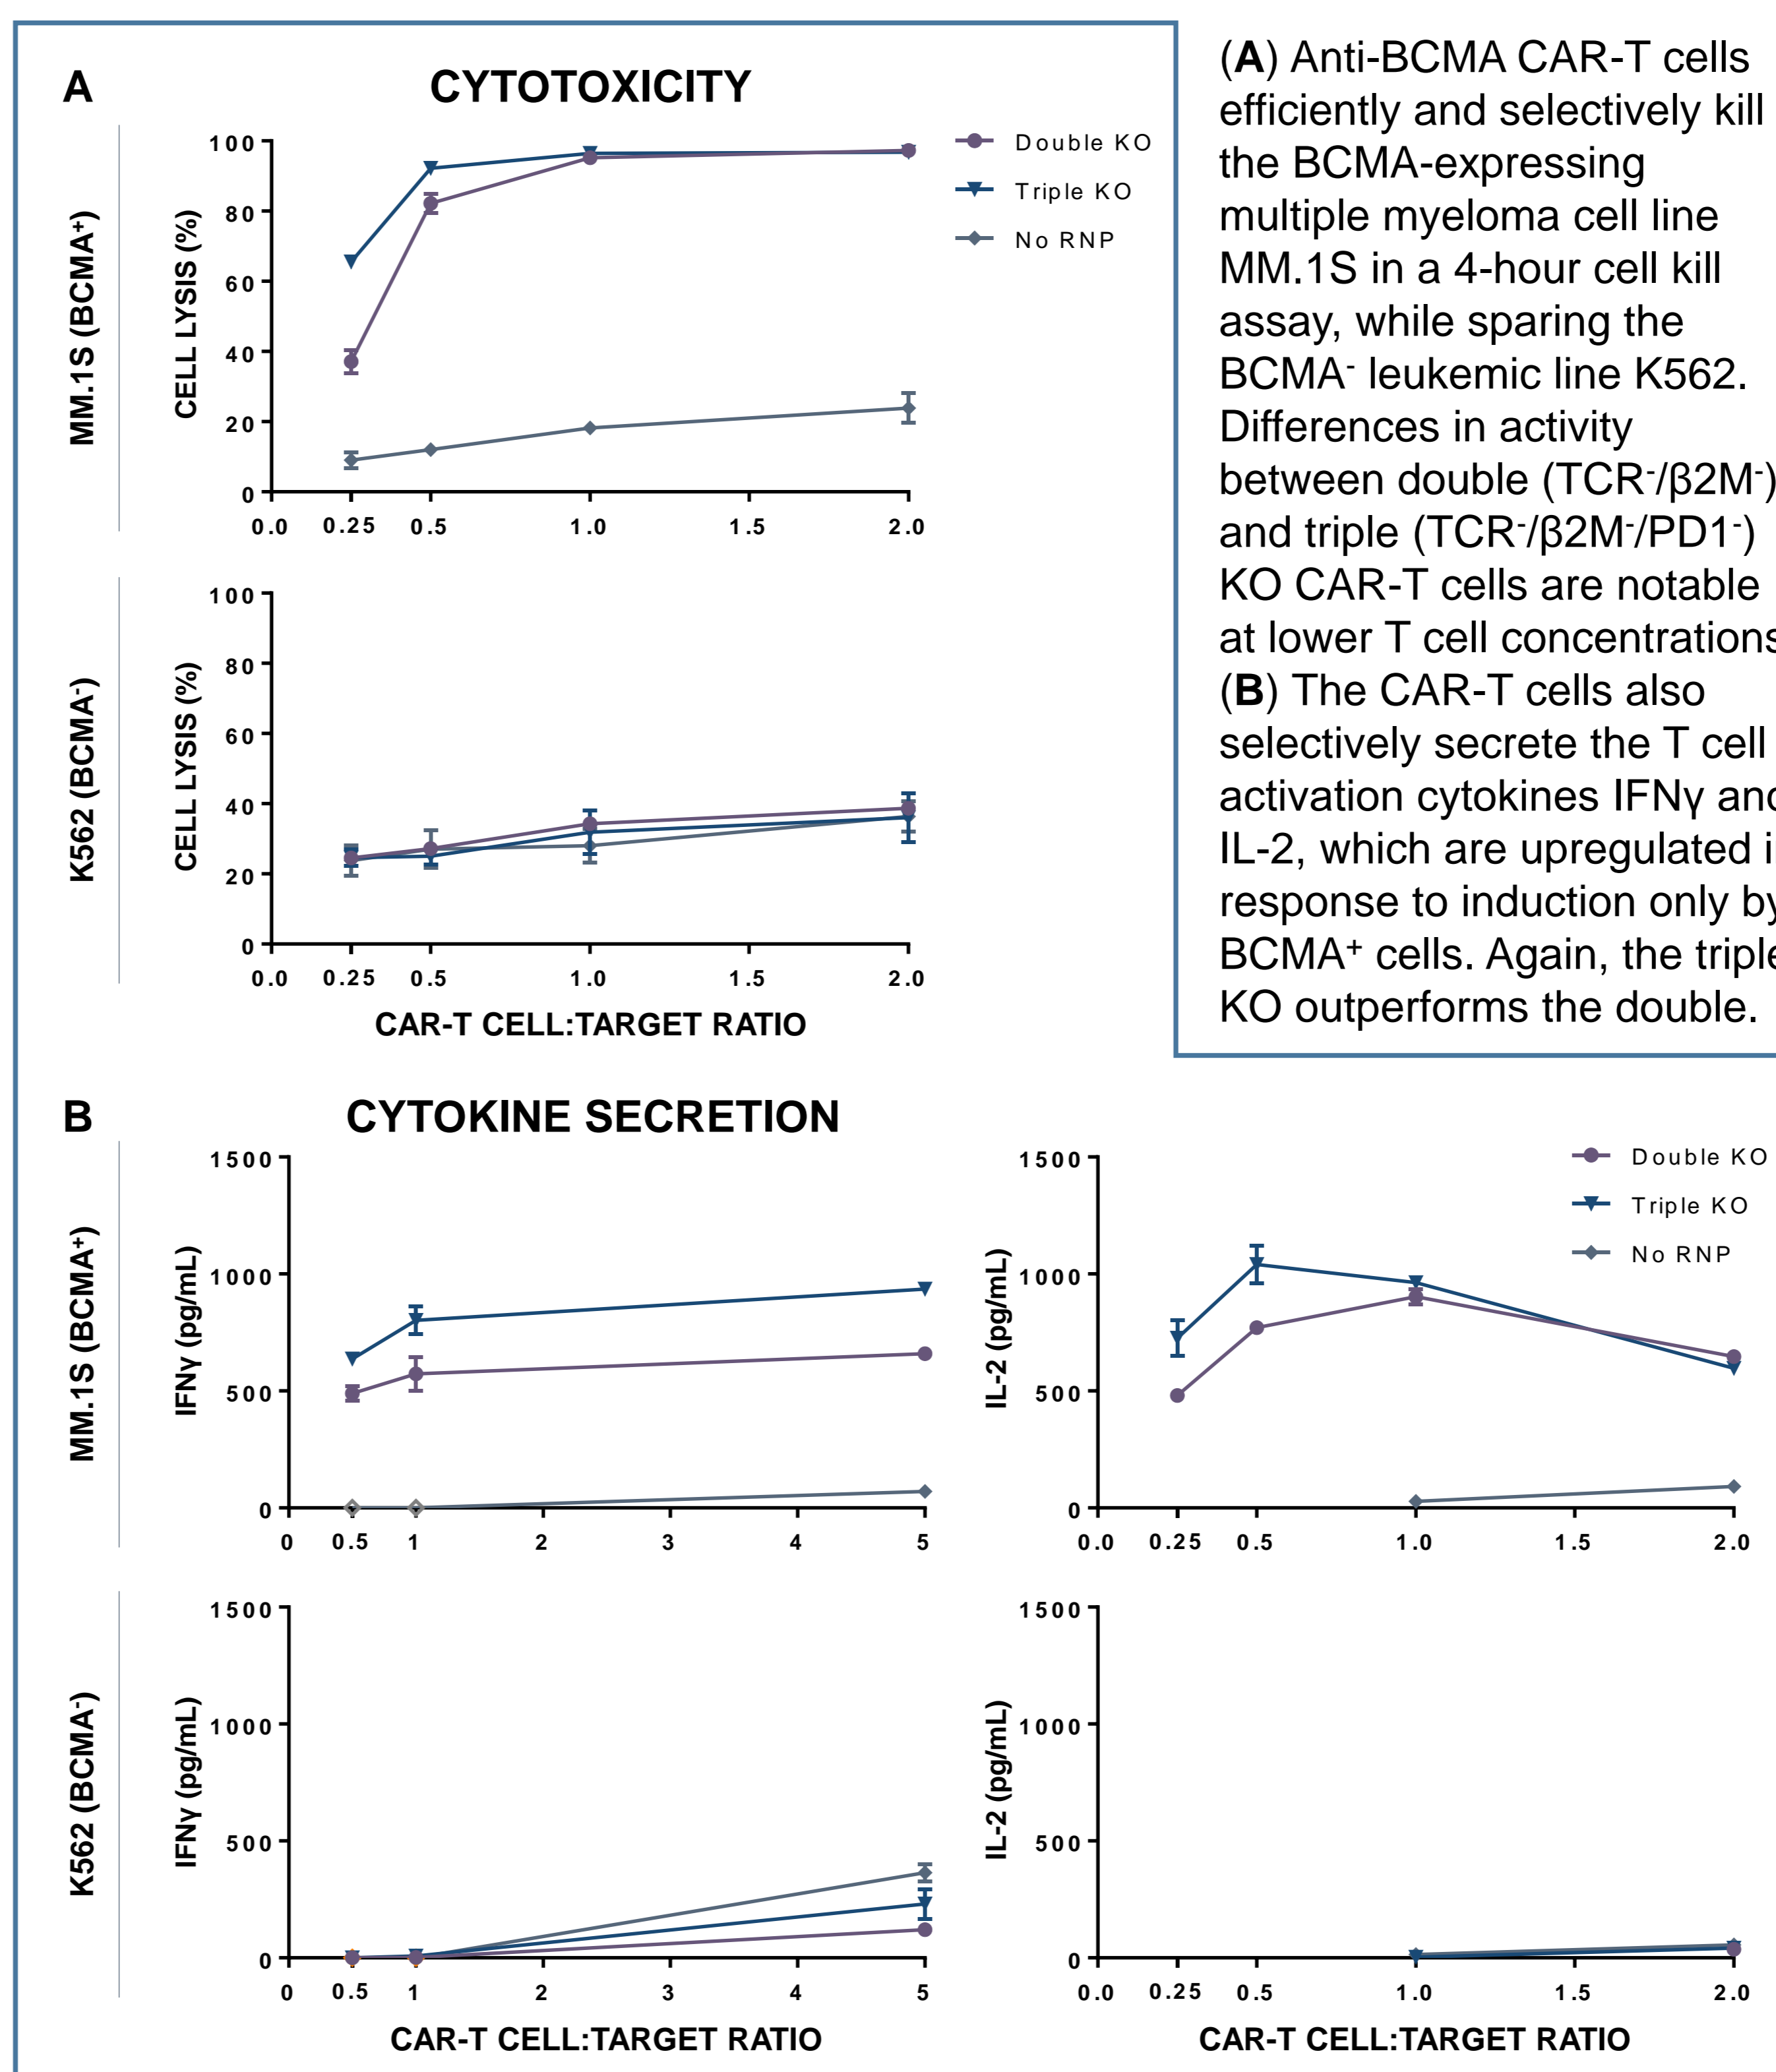 A
CYTOTOXICITY
MM.1S (BCMA⁺)
CELL LYSIS (%)
100
80
60
40
20
0
0.0 0.25 0.5 1.0 1.5 2.0
Double KO
Triple KO
No RNP
K562 (BCMA⁻)
CELL LYSIS (%)
100
80
60
40
20
0
0.0 0.25 0.5 1.0 1.5 2.0
CAR-T CELL:TARGET RATIO
(A) Anti-BCMA CAR-T cells
efficiently and selectively kill
the BCMA-expressing
multiple myeloma cell line
MM.1S in a 4-hour cell kill
assay, while sparing the
BCMA⁻ leukemic line K562.
Differences in activity
between double (TCR⁻/β2M⁻)
and triple (TCR⁻/β2M⁻/PD1⁻)
KO CAR-T cells are notable
at lower T cell concentrations
(B) The CAR-T cells also
selectively secrete the T cell
activation cytokines IFNγ and
IL-2, which are upregulated in
response to induction only by
BCMA⁺ cells. Again, the triple
KO outperforms the double.
B
CYTOKINE SECRETION
MM.1S (BCMA⁺)
IFNγ (pg/mL)
1500
1000
500
0
0 0.5 1 2 3 4 5
IL-2 (pg/mL)
1500
1000
500
0
0.0 0.25 0.5 1.0 1.5 2.0
Double KO
Triple KO
No RNP
K562 (BCMA⁻)
IFNγ (pg/mL)
1500
1000
500
0
0 0.5 1 2 3 4 5
CAR-T CELL:TARGET RATIO
IL-2 (pg/mL)
1500
1000
500
0
0.0 0.25 0.5 1.0 1.5 2.0
CAR-T CELL:TARGET RATIO